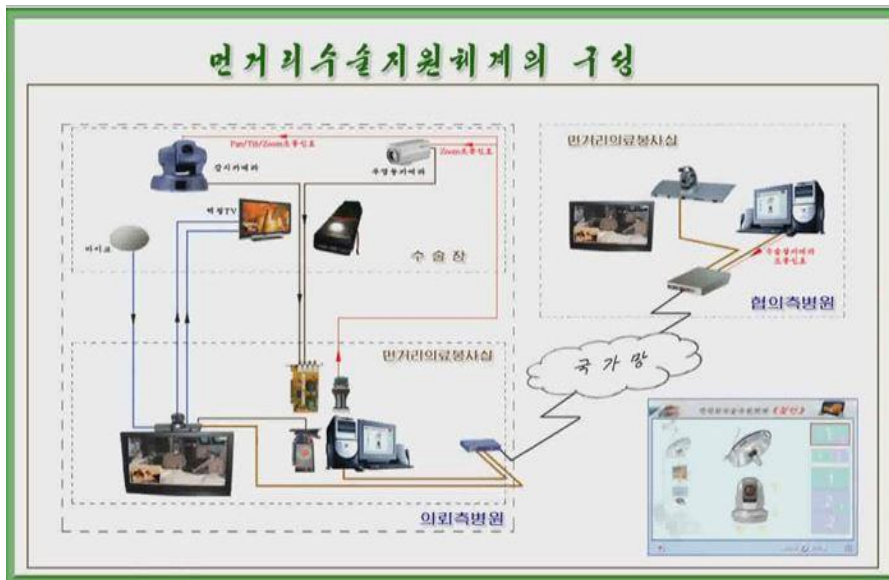 먼거리수술지원체계의 구성
Pan/Tilt/Zoom조종신호
감시카메라
Zoom조종신호
무영등카메라
액정TV
마이크
수 술 장
먼거리의료봉사실
의뢰측병원
먼거리의료봉사실
수술장카메라
조종신호
협의측병원
국 가 망